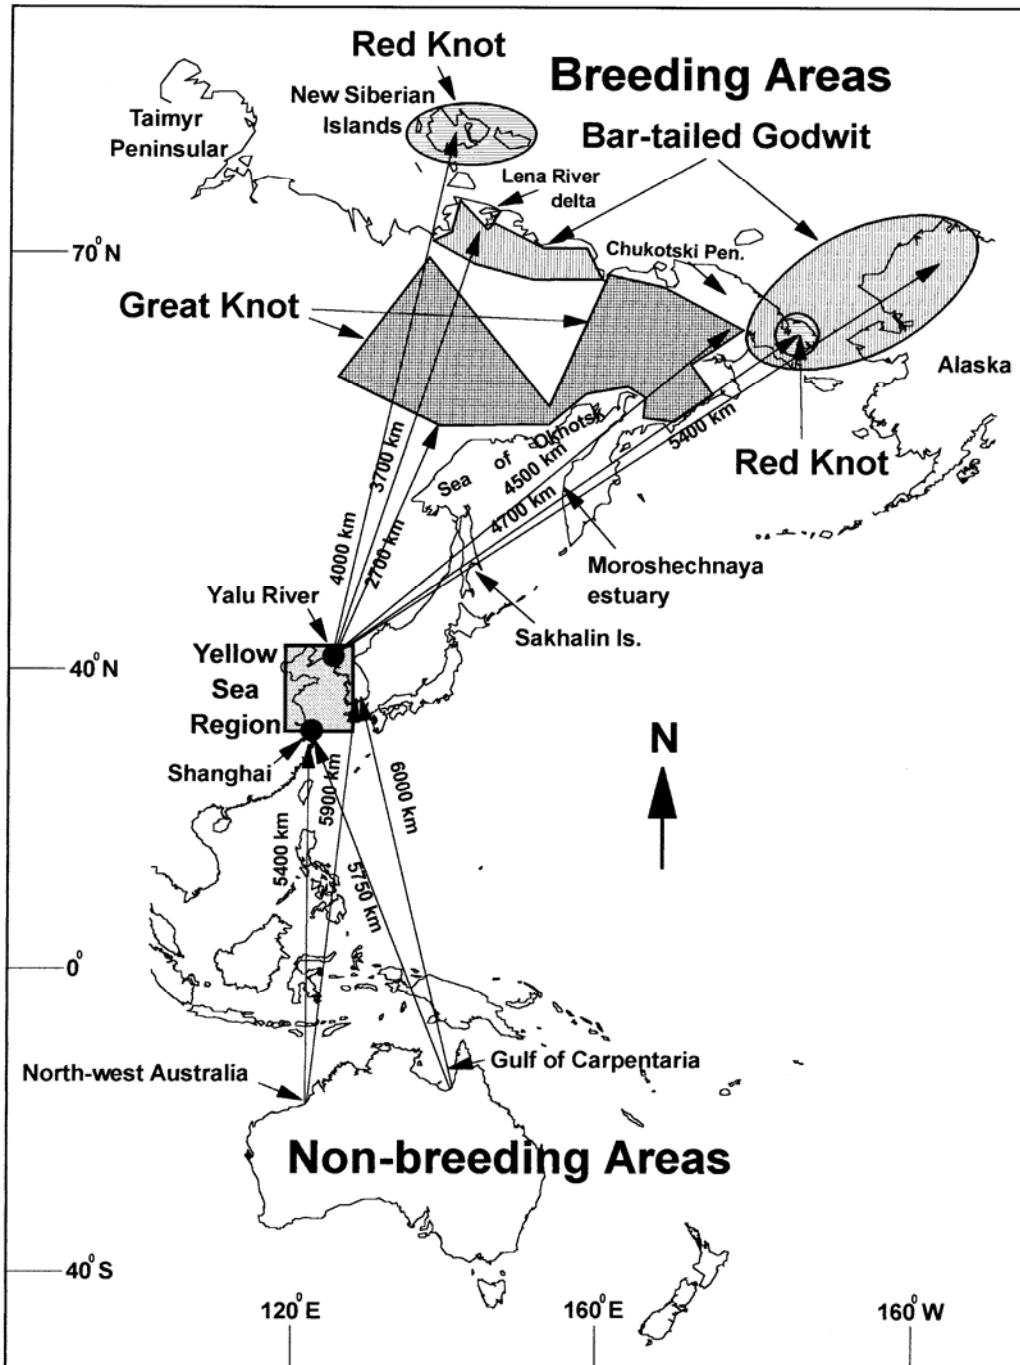 Red Knot
Breeding Areas
New Siberian
Islands
Taimyr
Peninsular
Bar-tailed Godwit
Lena River
delta
70°N
Chukotski Pen.
Great Knot
Alaska
Red Knot
3700 km
4000 km
2700 km
Sea of Okhotsk
4500 km
4700 km
5400 km
Moroshechnaya
estuary
Yalu River
Sakhalin Is.
Yellow
Sea
Region
40°N
Shanghai
N
5900 km
6000 km
5400 km
5750 km
0°
North-west Australia
Gulf of Carpentaria
Non-breeding Areas
40°S
120°E
160°E
160°W